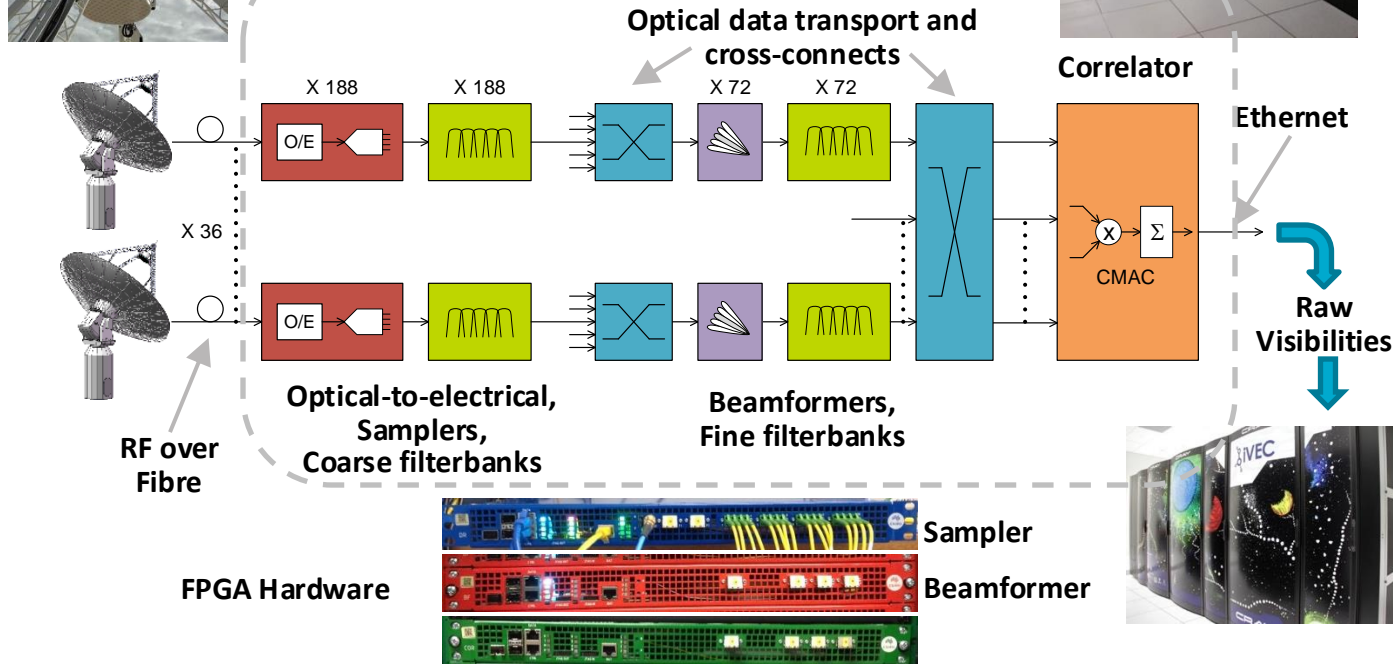 Optical data transport and
cross-connects
Correlator
X 188
X 188
X 72
X 72
Ethernet
O/E
X 36
X
Σ
CMAC
O/E
Raw
Visibilities
Optical-to-electrical,
Samplers,
Coarse filterbanks
Beamformers,
Fine filterbanks
RF over
Fibre
iVEC
Sampler
FPGA Hardware
Beamformer